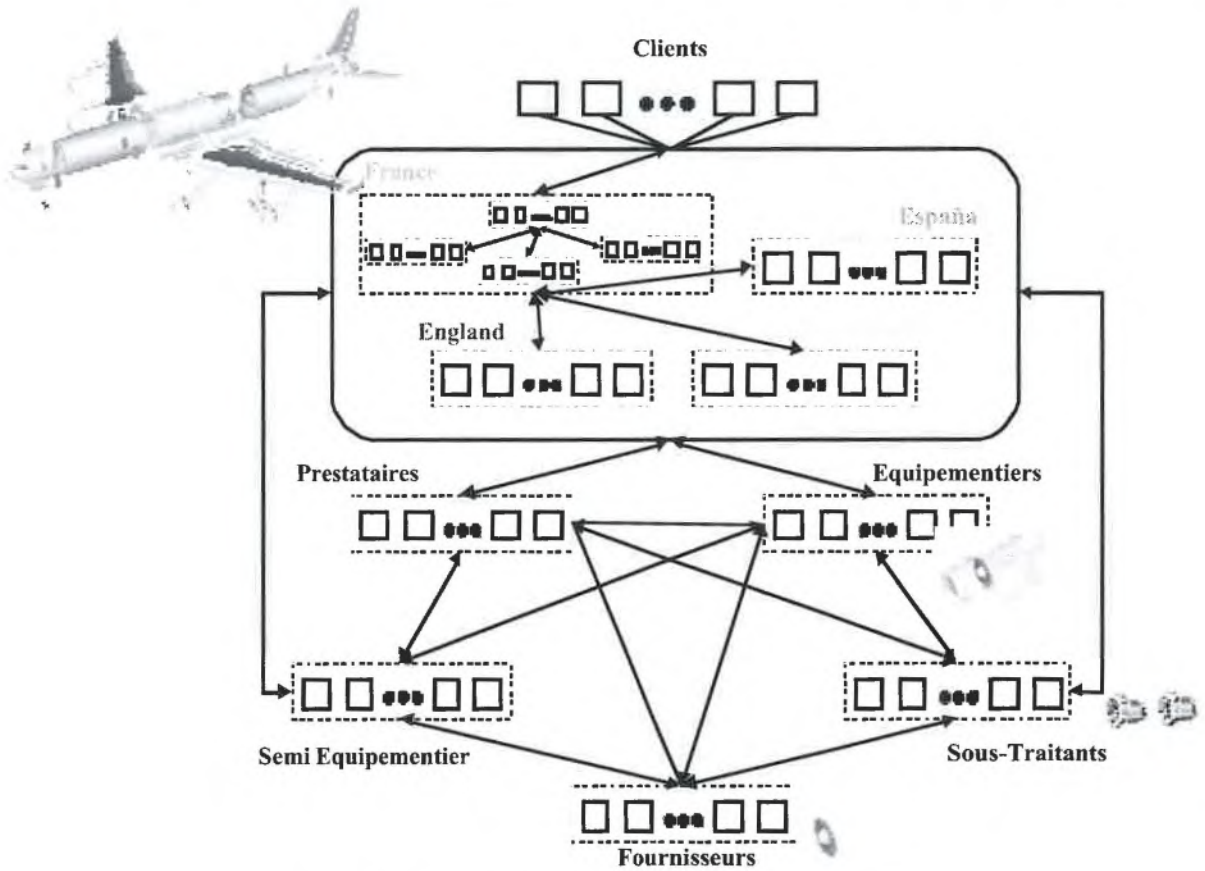 Clients
France
España
England
Prestataires
Equipementiers
Semi Equipementier
Sous-Traitants
Fournisseurs